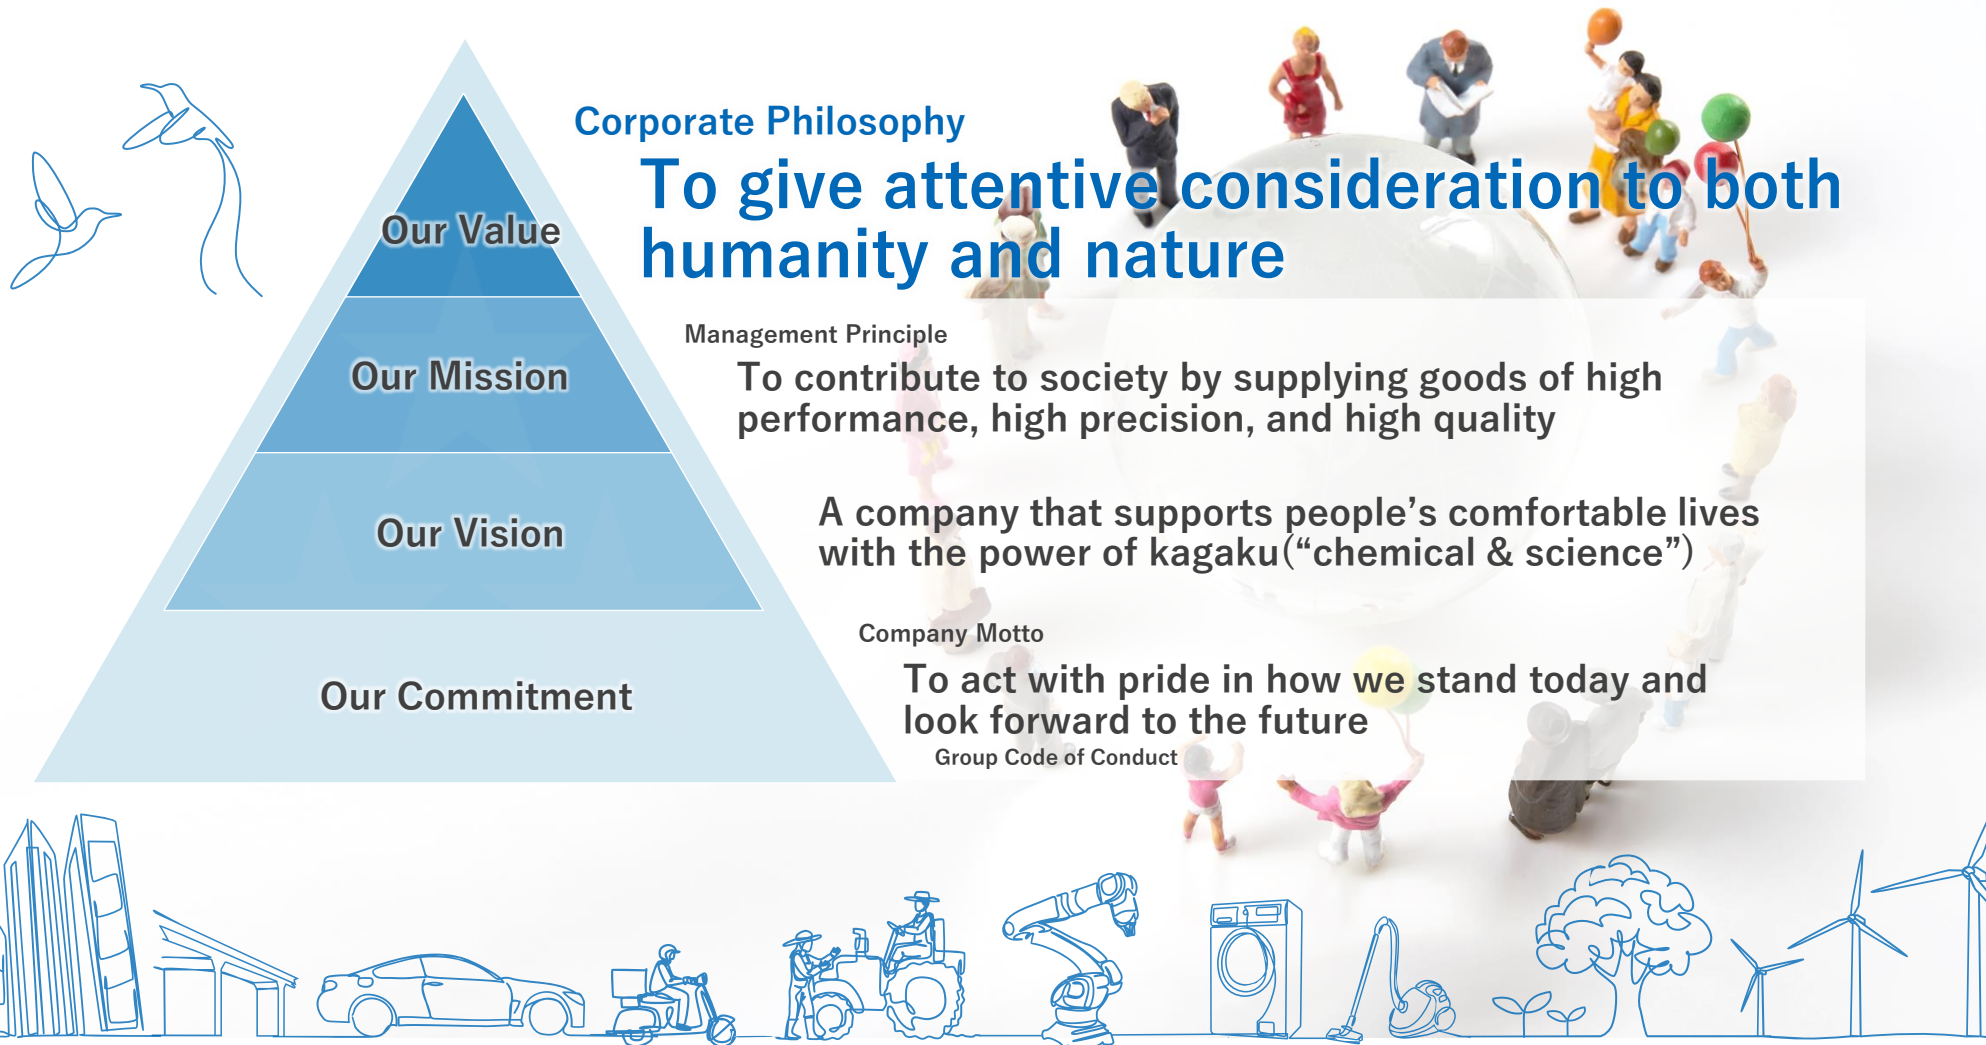 Corporate Philosophy
To give attentive consideration to both
humanity and nature
Our Value
Management Principle
To contribute to society by supplying goods of high
performance, high precision, and high quality
Our Mission
A company that supports people’s comfortable lives
with the power of kagaku(“chemical & science”)
Our Vision
Company Motto
To act with pride in how we stand today and
look forward to the future
Group Code of Conduct
Our Commitment